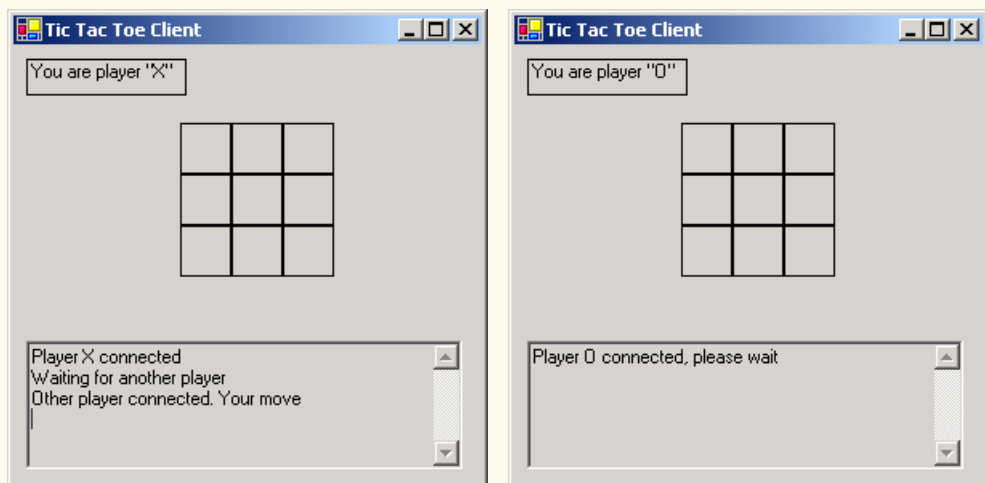 Tic Tac Toe Client
You are player "X"
Player X connected
Waiting for another player
Other player connected. Your move
Tic Tac Toe Client
You are player "O"
Player O connected, please wait